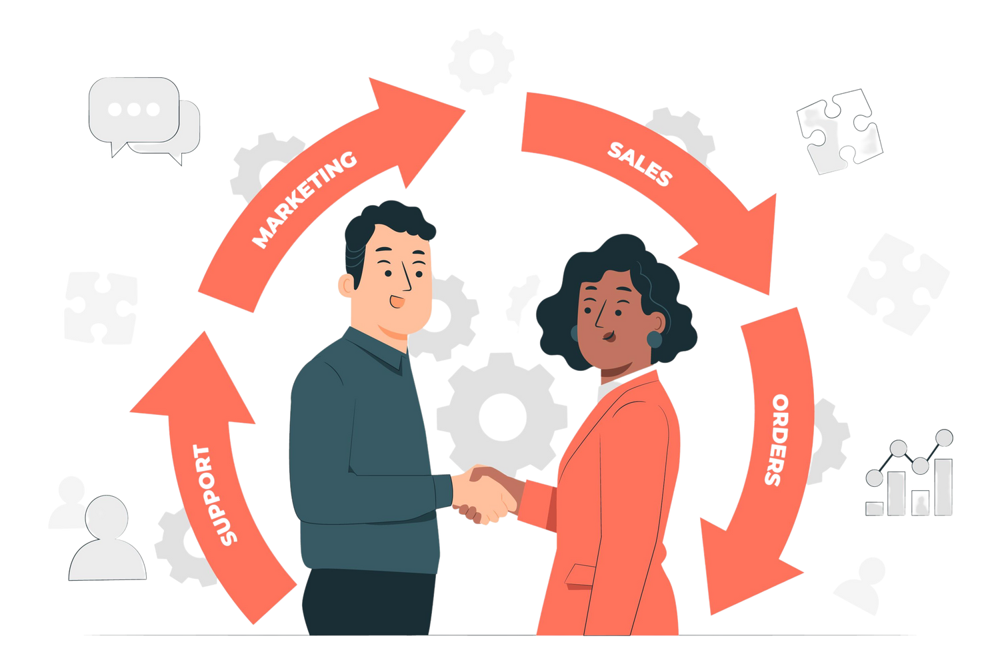 MARKETING
SALES
ORDERS
SUPPORT